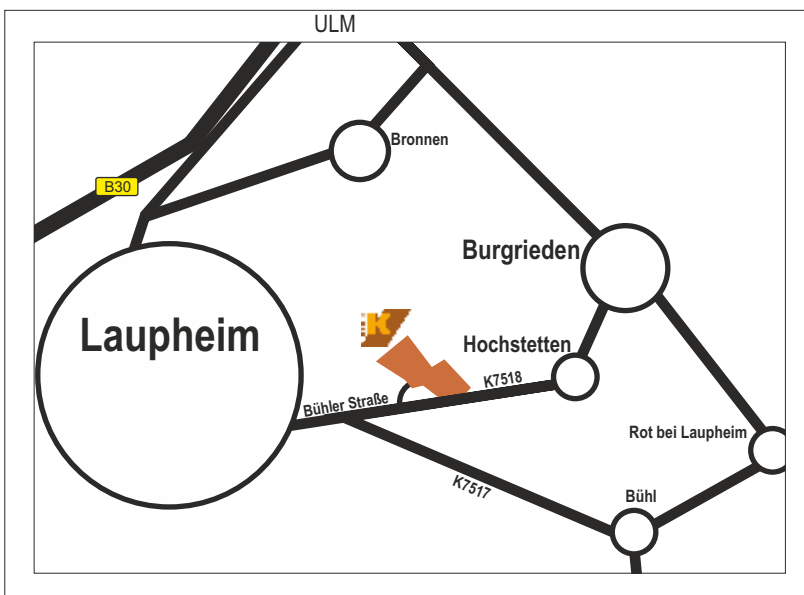 ULM
Bronnen
B30
Burgrieden
Laupheim
K
Hochstetten
K7518
Bühler Straße
Rot bei Laupheim
K7517
Bühl